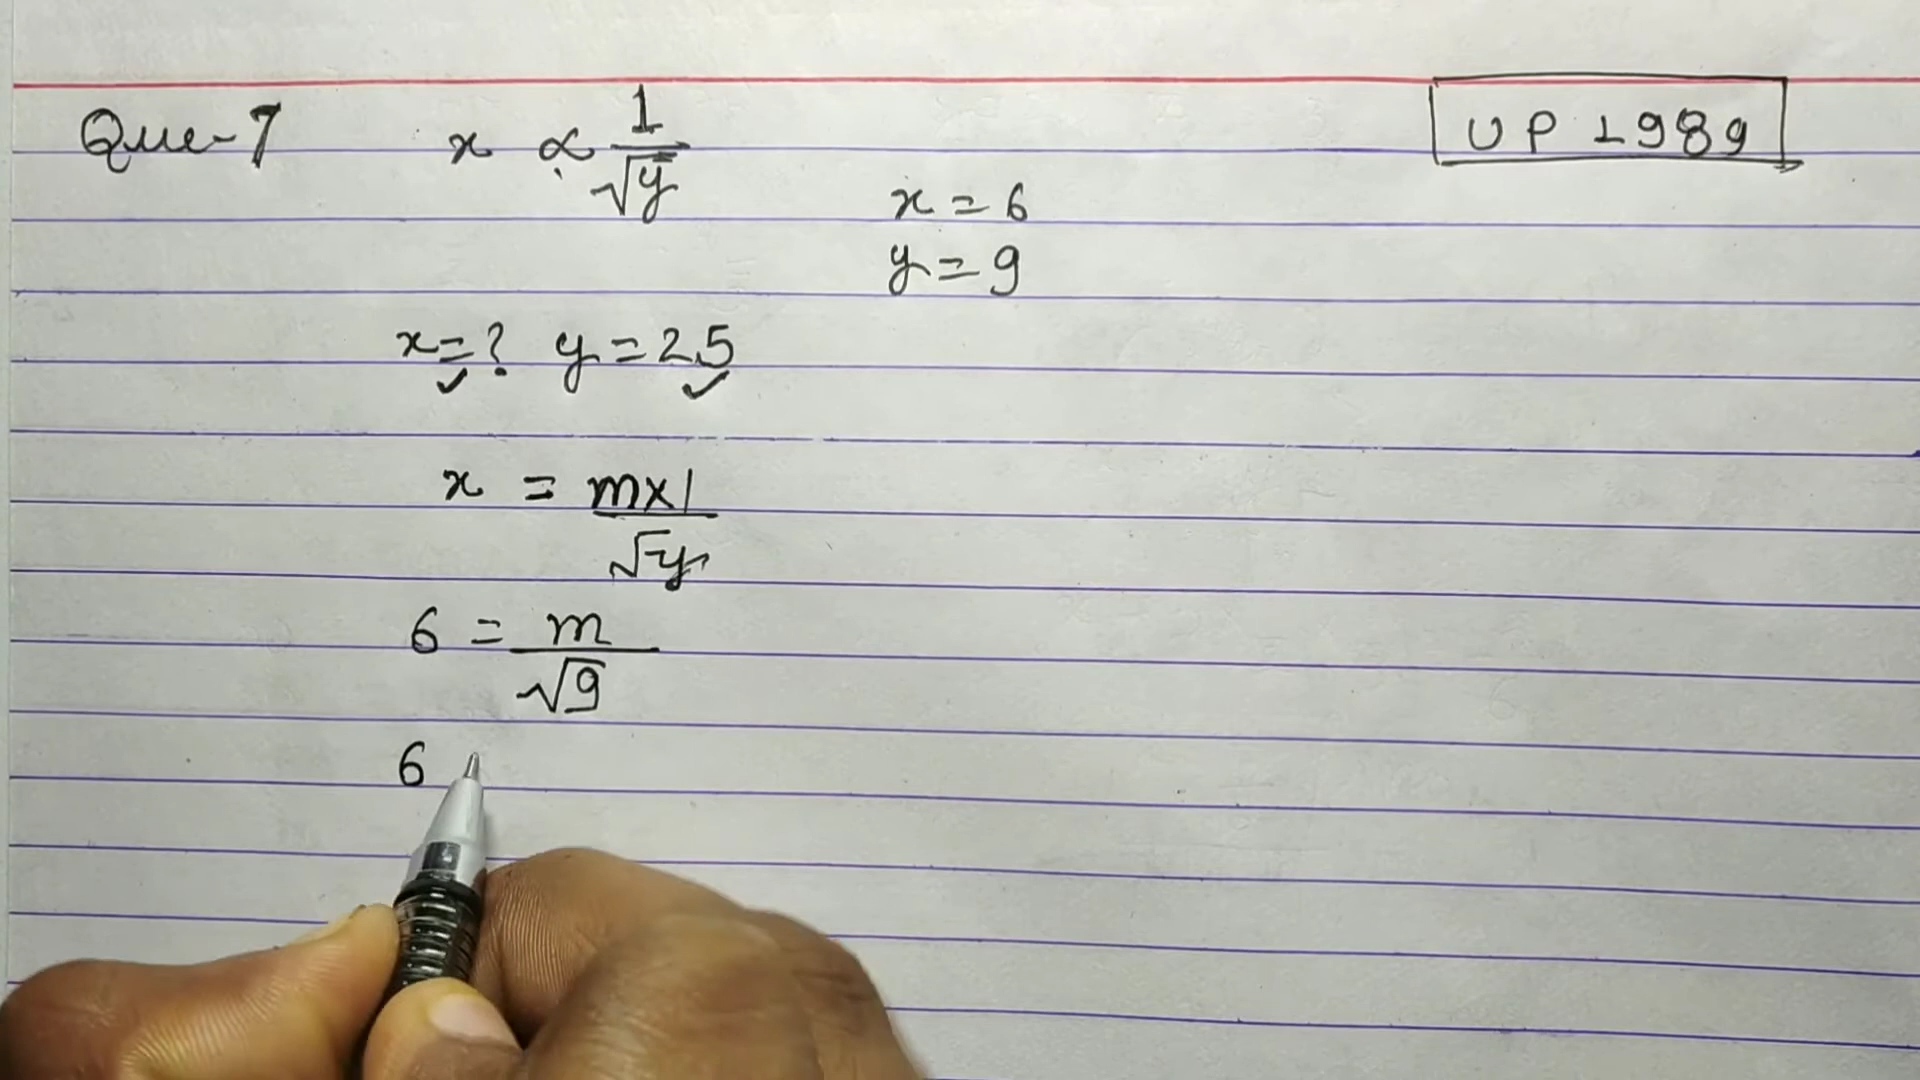 Que-7 x ∝ 1/√y
UP 1989
x = 6
y = 9
x = ? y = 25
x = m×1/√y
6 = m/√9
6